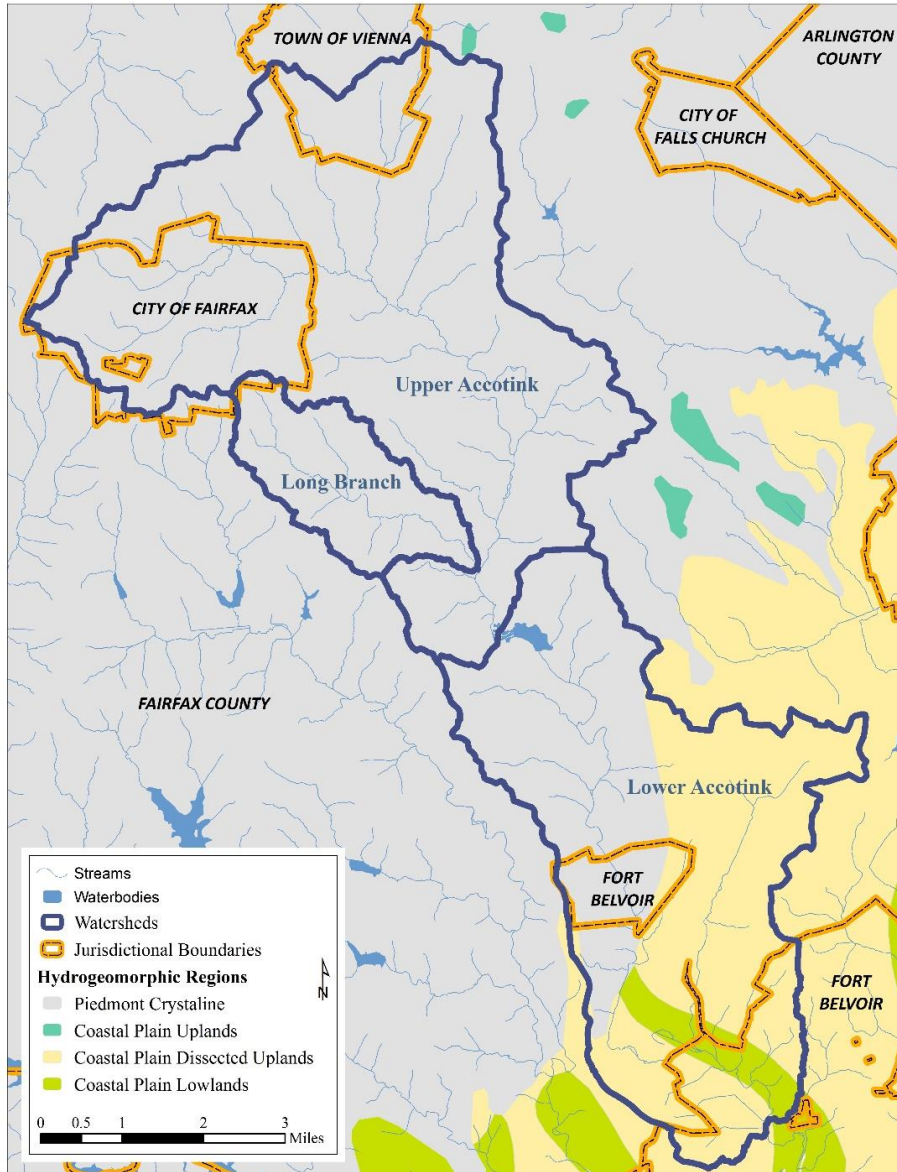 TOWN OF VIENNA
ARLINGTON
COUNTY
CITY OF
FALLS CHURCH
CITY OF FAIRFAX
Upper Accotink
Long Branch
FAIRFAX COUNTY
Lower Accotink
FORT
BELVOIR
FORT
BELVOIR
Streams
Waterbodies
Watersheds
Jurisdictional Boundaries
Hydrogeomorphic Regions
Piedmont Crystaline
Coastal Plain Uplands
Coastal Plain Dissected Uplands
Coastal Plain Lowlands
N
0 0.5 1 2 3
Miles